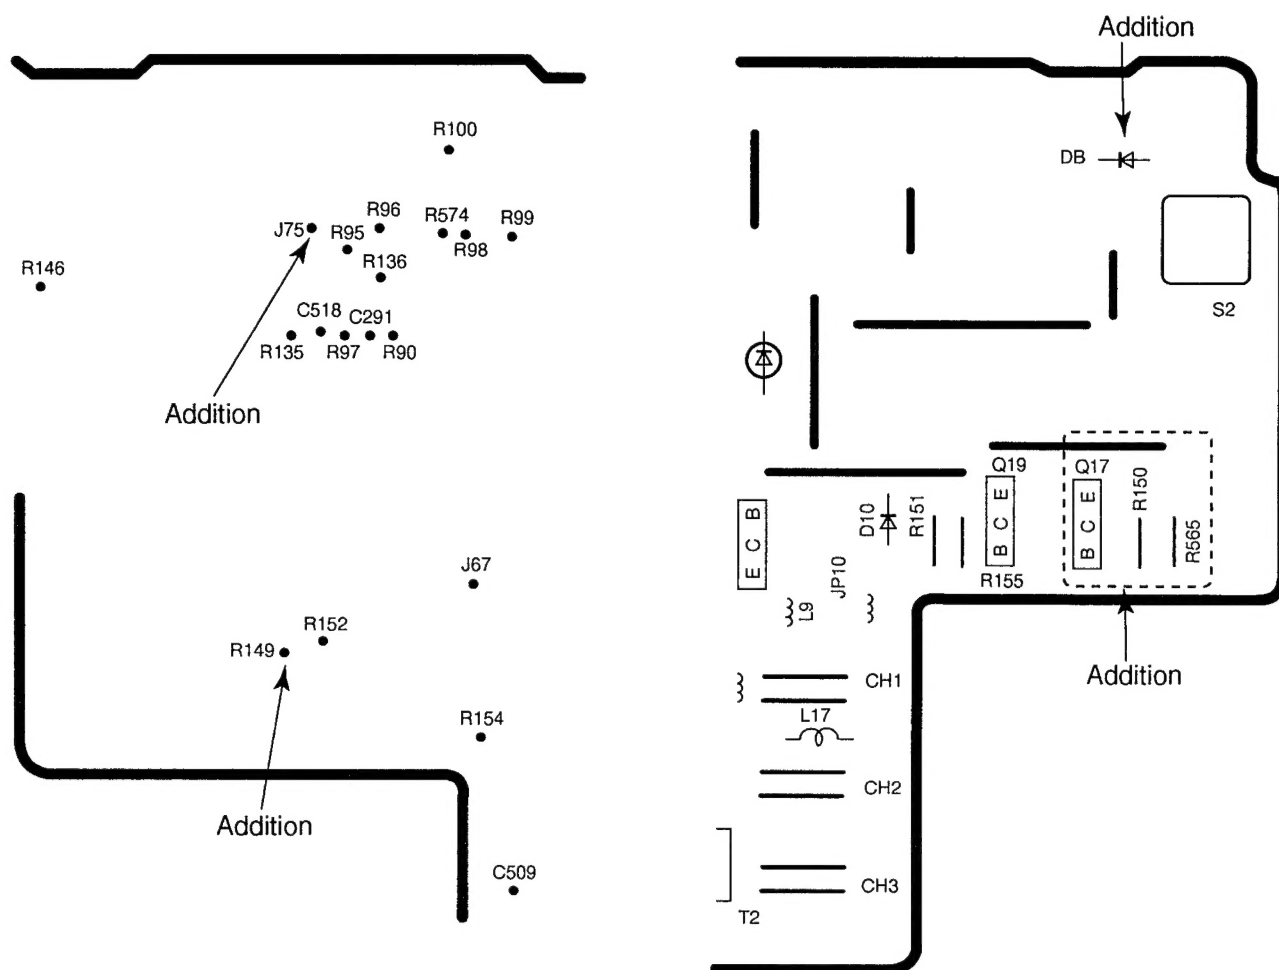 R100
R96
R574
R99
J75
R95
R98
R136
R146
C518
C291
R135
R97
R90
Addition
J67
R152
R149
R154
Addition
C509
Addition
DB
S2
Q19
Q17
R150
R151
D10
E C B
B C E
B C E
R565
JP10
R155
L9
Addition
CH1
L17
CH2
CH3
T2